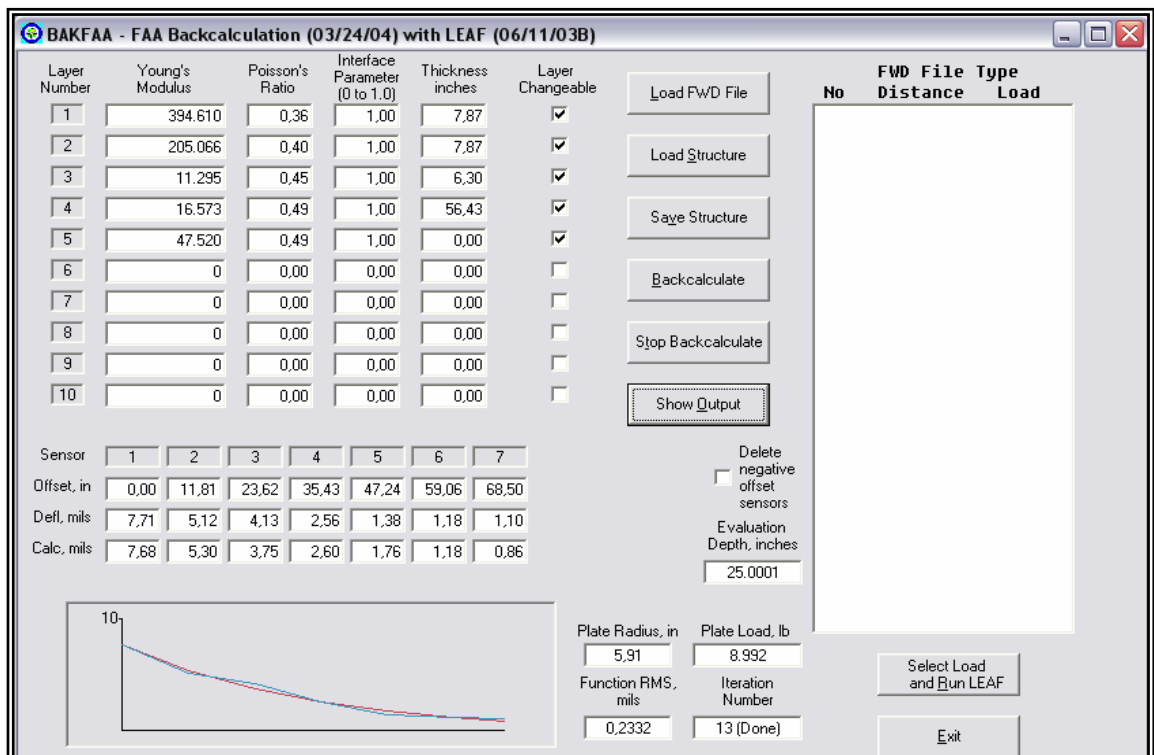 BAKFAA - FAA Backcalculation (03/24/04) with LEAF (06/11/03B)
Layer Number Young's Modulus Poisson's Ratio Interface Parameter (0 to 1.0) Thickness inches Layer Changeable
1 394.610 0,36 1,00 7,87
2 205.066 0,40 1,00 7,87
3 11.295 0,45 1,00 6,30
4 16.573 0,49 1,00 56,43
5 47.520 0,49 1,00 0,00
6 0 0,00 0,00 0,00
7 0 0,00 0,00 0,00
8 0 0,00 0,00 0,00
9 0 0,00 0,00 0,00
10 0 0,00 0,00 0,00
Load FWD File
Load Structure
Save Structure
Backcalculate
Stop Backcalculate
Show Output
FWD File Type
No Distance Load
Sensor 1 2 3 4 5 6 7
Offset, in 0,00 11,81 23,62 35,43 47,24 59,06 68,50
Defl, mils 7,71 5,12 4,13 2,56 1,38 1,18 1,10
Calc, mils 7,68 5,30 3,75 2,60 1,76 1,18 0,86
Delete
negative
offset
sensors
Evaluation
Depth, inches
25.0001
10
Plate Radius, in Plate Load, lb
5,91 8.992
Function RMS, mils Iteration Number
0,2332 13 (Done)
Select Load
and Run LEAF
Exit